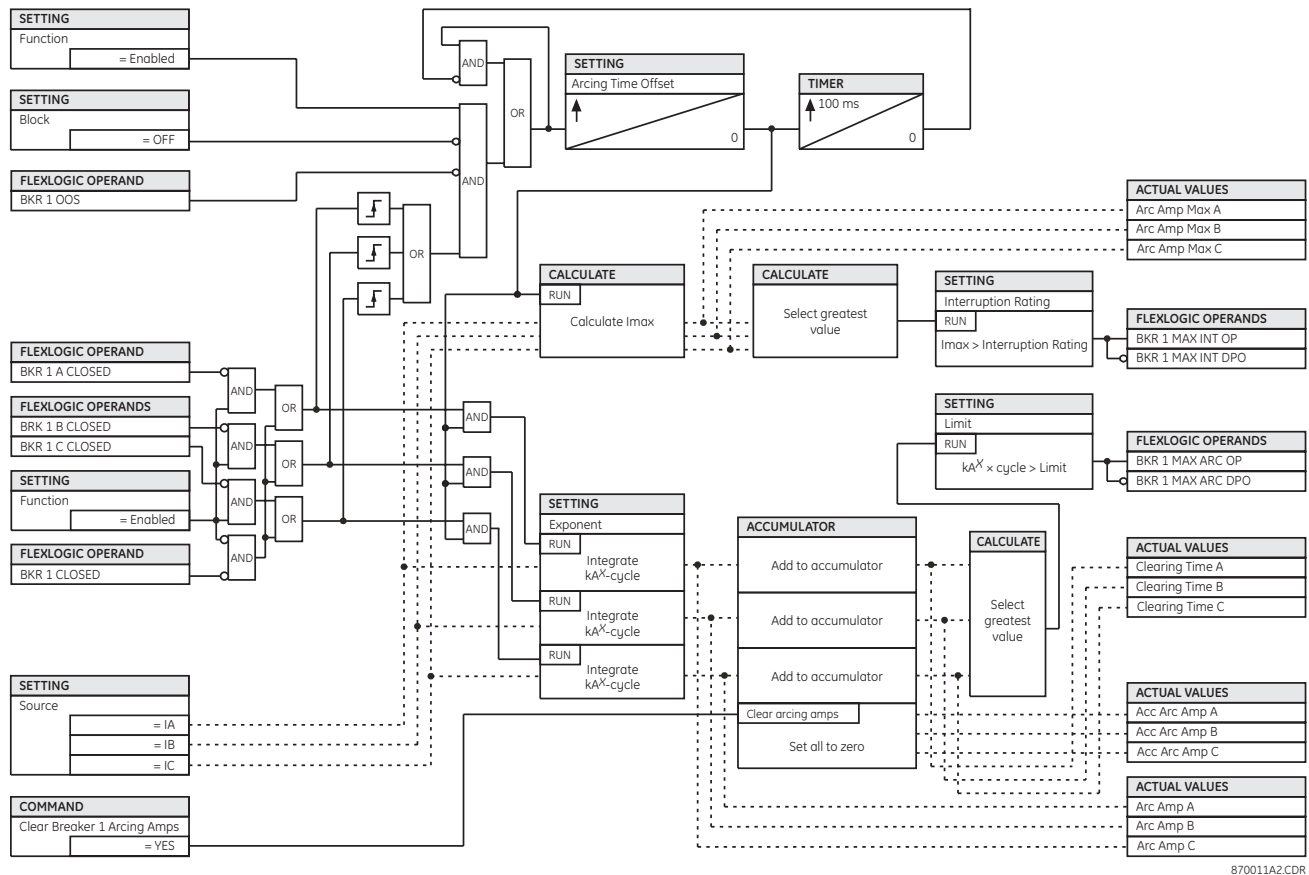 SETTING
Function
= Enabled
SETTING
Block
= OFF
FLEXLOGIC OPERAND
BKR 1 OOS
FLEXLOGIC OPERAND
BKR 1 A CLOSED
FLEXLOGIC OPERANDS
BRK 1 B CLOSED
BKR 1 C CLOSED
SETTING
Function
= Enabled
FLEXLOGIC OPERAND
BKR 1 CLOSED
SETTING
Source
= IA
= IB
= IC
COMMAND
Clear Breaker 1 Arcing Amps
= YES
AND
AND
AND
AND
OR
OR
OR
OR
AND
AND
OR
AND
AND
AND
SETTING
Arcing Time Offset
0
TIMER
100 ms
0
CALCULATE
RUN
Calculate Imax
CALCULATE
Select greatest
value
SETTING
Interruption Rating
RUN
Imax > Interruption Rating
SETTING
Limit
RUN
kAX × cycle > Limit
SETTING
Exponent
RUN
Integrate
kAX-cycle
RUN
Integrate
kAX-cycle
RUN
Integrate
kAX-cycle
ACCUMULATOR
Add to accumulator
Add to accumulator
Add to accumulator
Clear arcing amps
Set all to zero
CALCULATE
Select
greatest
value
ACTUAL VALUES
Arc Amp Max A
Arc Amp Max B
Arc Amp Max C
FLEXLOGIC OPERANDS
BKR 1 MAX INT OP
BKR 1 MAX INT DPO
FLEXLOGIC OPERANDS
BKR 1 MAX ARC OP
BKR 1 MAX ARC DPO
ACTUAL VALUES
Clearing Time A
Clearing Time B
Clearing Time C
ACTUAL VALUES
Acc Arc Amp A
Acc Arc Amp B
Acc Arc Amp C
ACTUAL VALUES
Arc Amp A
Arc Amp B
Arc Amp C
870011A2.CDR